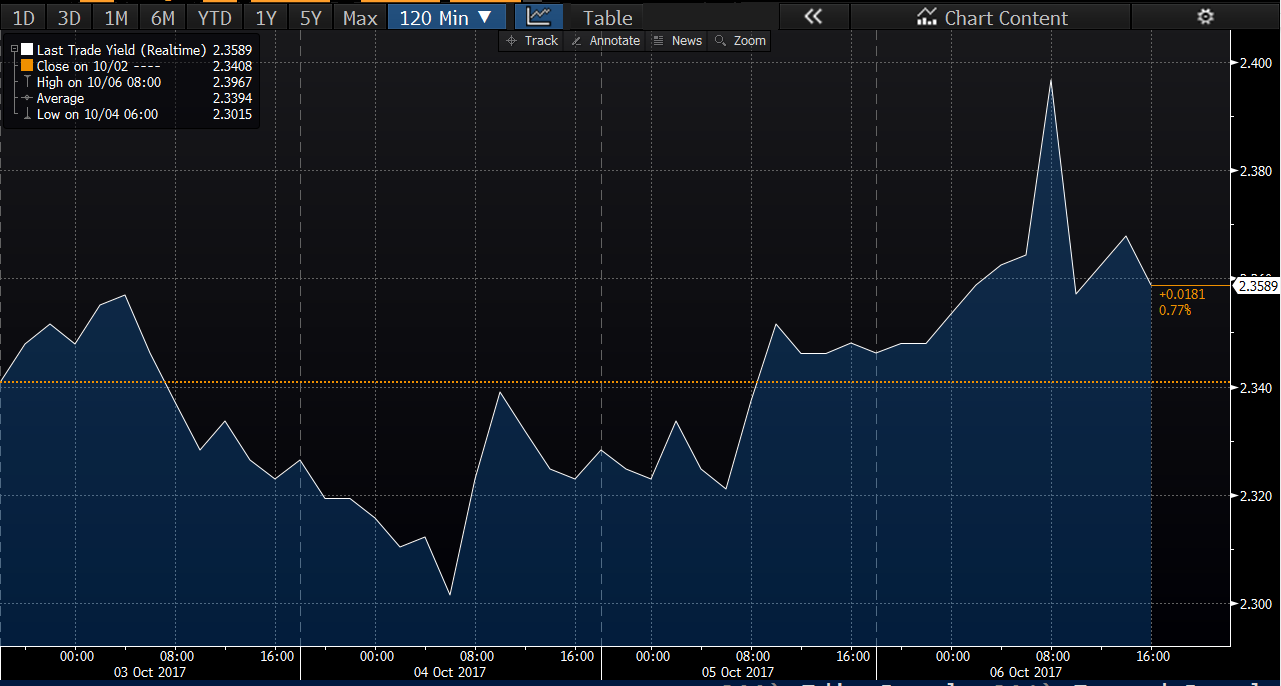 1D 3D 1M 6M YTD 1Y 5Y Max 120 Min ▼ Table « Chart Content
Track Annotate News Zoom
Last Trade Yield (Realtime) 2.3589
Close on 10/02 ---- 2.3408
High on 10/06 08:00 2.3967
Average 2.3394
Low on 10/04 06:00 2.3015
2.400
2.380
2.3589
+0.0181
0.77%
2.340
2.320
2.300
00:00 08:00 16:00 00:00 08:00 16:00 00:00 08:00 16:00 00:00 08:00 16:00
03 Oct 2017 04 Oct 2017 05 Oct 2017 06 Oct 2017